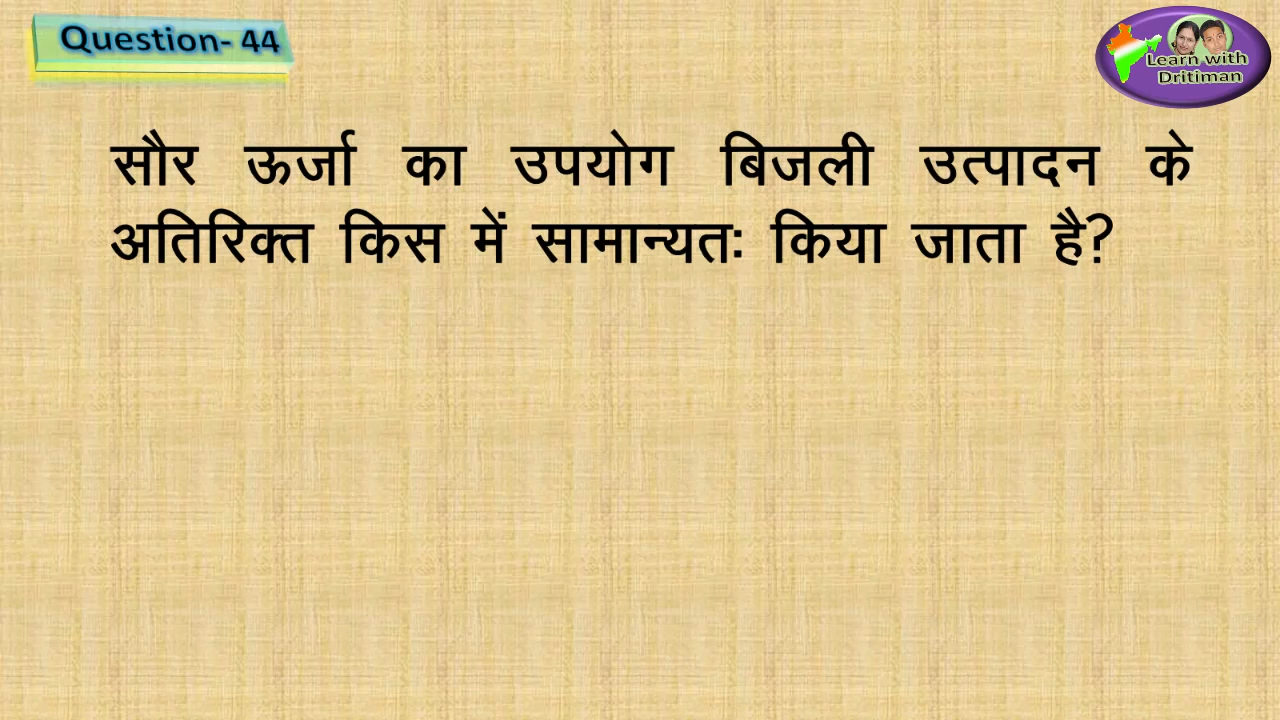 Question- 44
Learn with
Dritiman
सौर ऊर्जा का उपयोग बिजली उत्पादन के
अतिरिक्त किस में सामान्यतः किया जाता है?